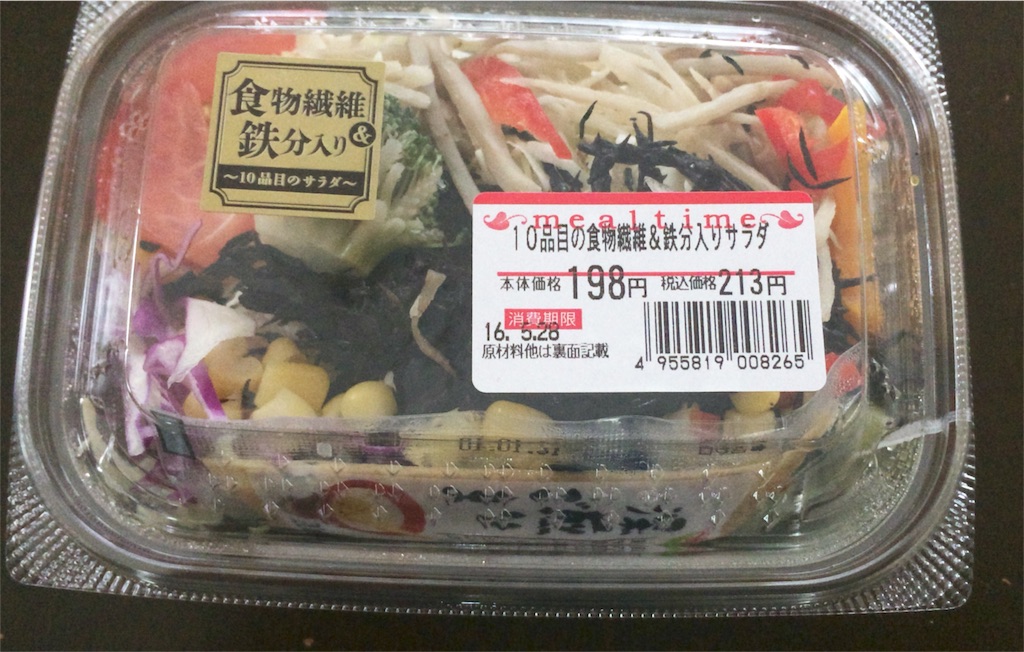 食物繊維
&
鉄分入り
～10品目のサラダ～
mealtime
10品目の食物繊維&鉄分入りサラダ
本体価格 198円 税込価格 213円
消費期限
16. 5.28
原材料他は裏面記載
4 955819 008265